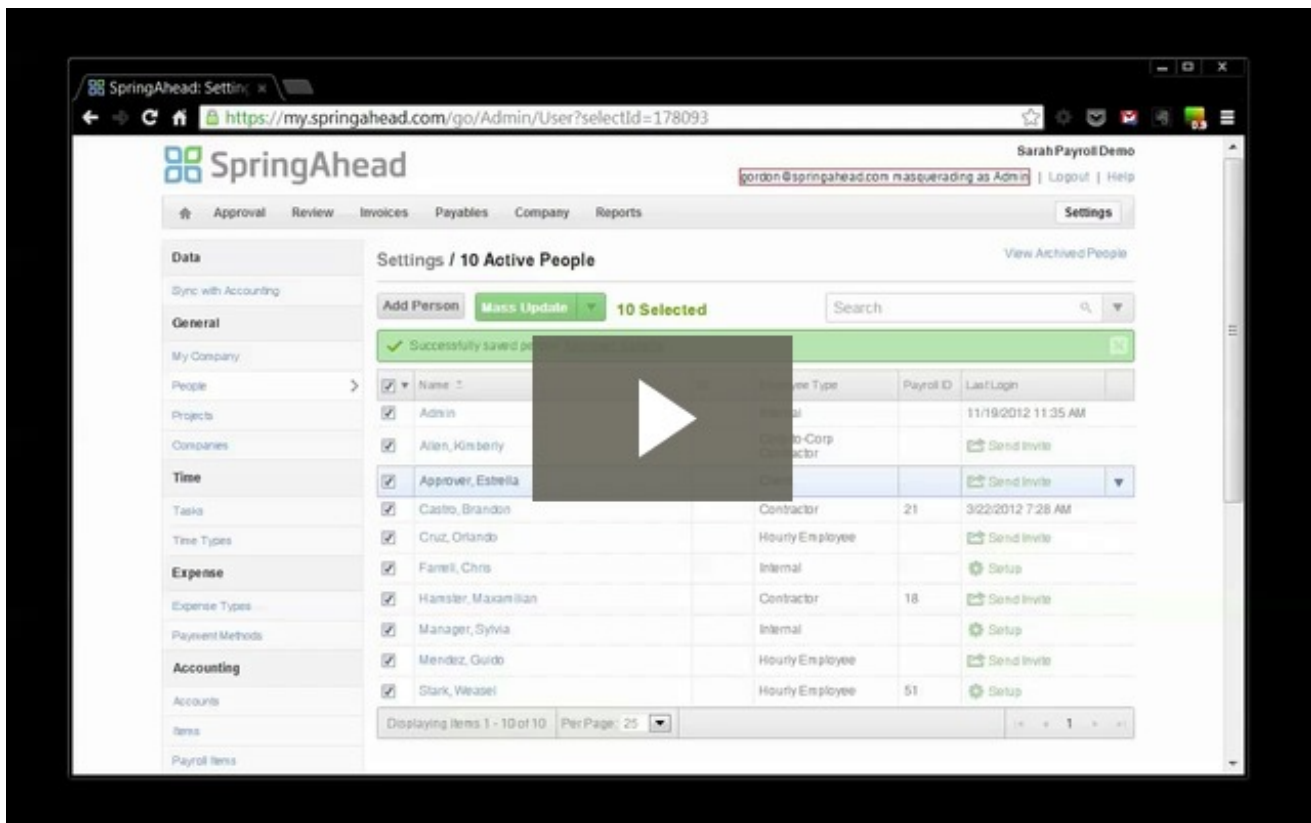 SpringAhead: Settin
https://my.springahead.com/go/Admin/User?selectId=178093
SpringAhead
Sarah Payroll Demo
gordon@springahead.com masquerading as Admin | Logout | Help
Approval Review Invoices Payables Company Reports Settings
Data
Sync with Accounting
General
My Company
People
Projects
Companies
Time
Tasks
Time Types
Expense
Expense Types
Payment Methods
Accounting
Accounts
Items
Payroll Items
Settings / 10 Active People
View Archived People
Add Person Mass Update 10 Selected Search
Successfully saved
Name Type Payroll ID Last Login
Admin 11/19/2012 11:35 AM
Allen, Kimberly Send Invite
Approver, Estrella Send Invite
Castro, Brandon Contractor 21 3/22/2012 7:28 AM
Cruz, Orlando Hourly Employee Send Invite
Farrell, Chris Internal Setup
Hamster, Maxamilian Contractor 18 Send Invite
Manager, Sylvia Internal Setup
Mendez, Guido Hourly Employee Send Invite
Stark, Weasel Hourly Employee 51 Setup
Displaying items 1 - 10 of 10 Per Page: 25 1